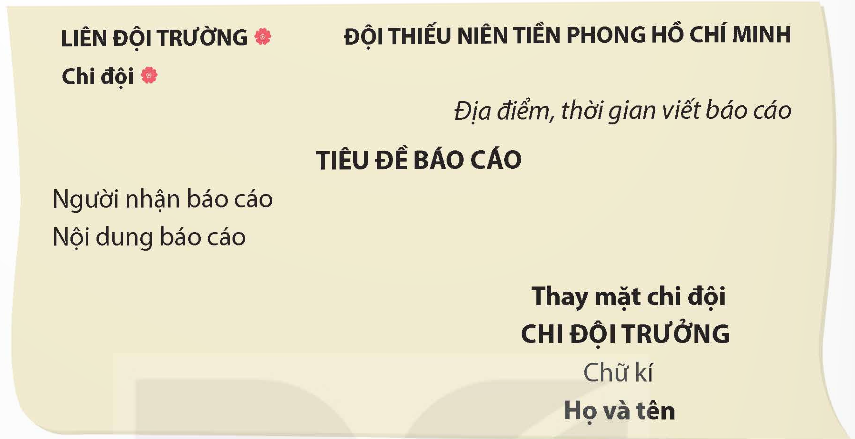 LIÊN ĐỘI TRƯỜNG
ĐỘI THIẾU NIÊN TIỀN PHONG HỒ CHÍ MINH
Chi đội
Địa điểm, thời gian viết báo cáo
TIÊU ĐỀ BÁO CÁO
Người nhận báo cáo
Nội dung báo cáo
Thay mặt chi đội
CHI ĐỘI TRƯỞNG
Chữ kí
Họ và tên